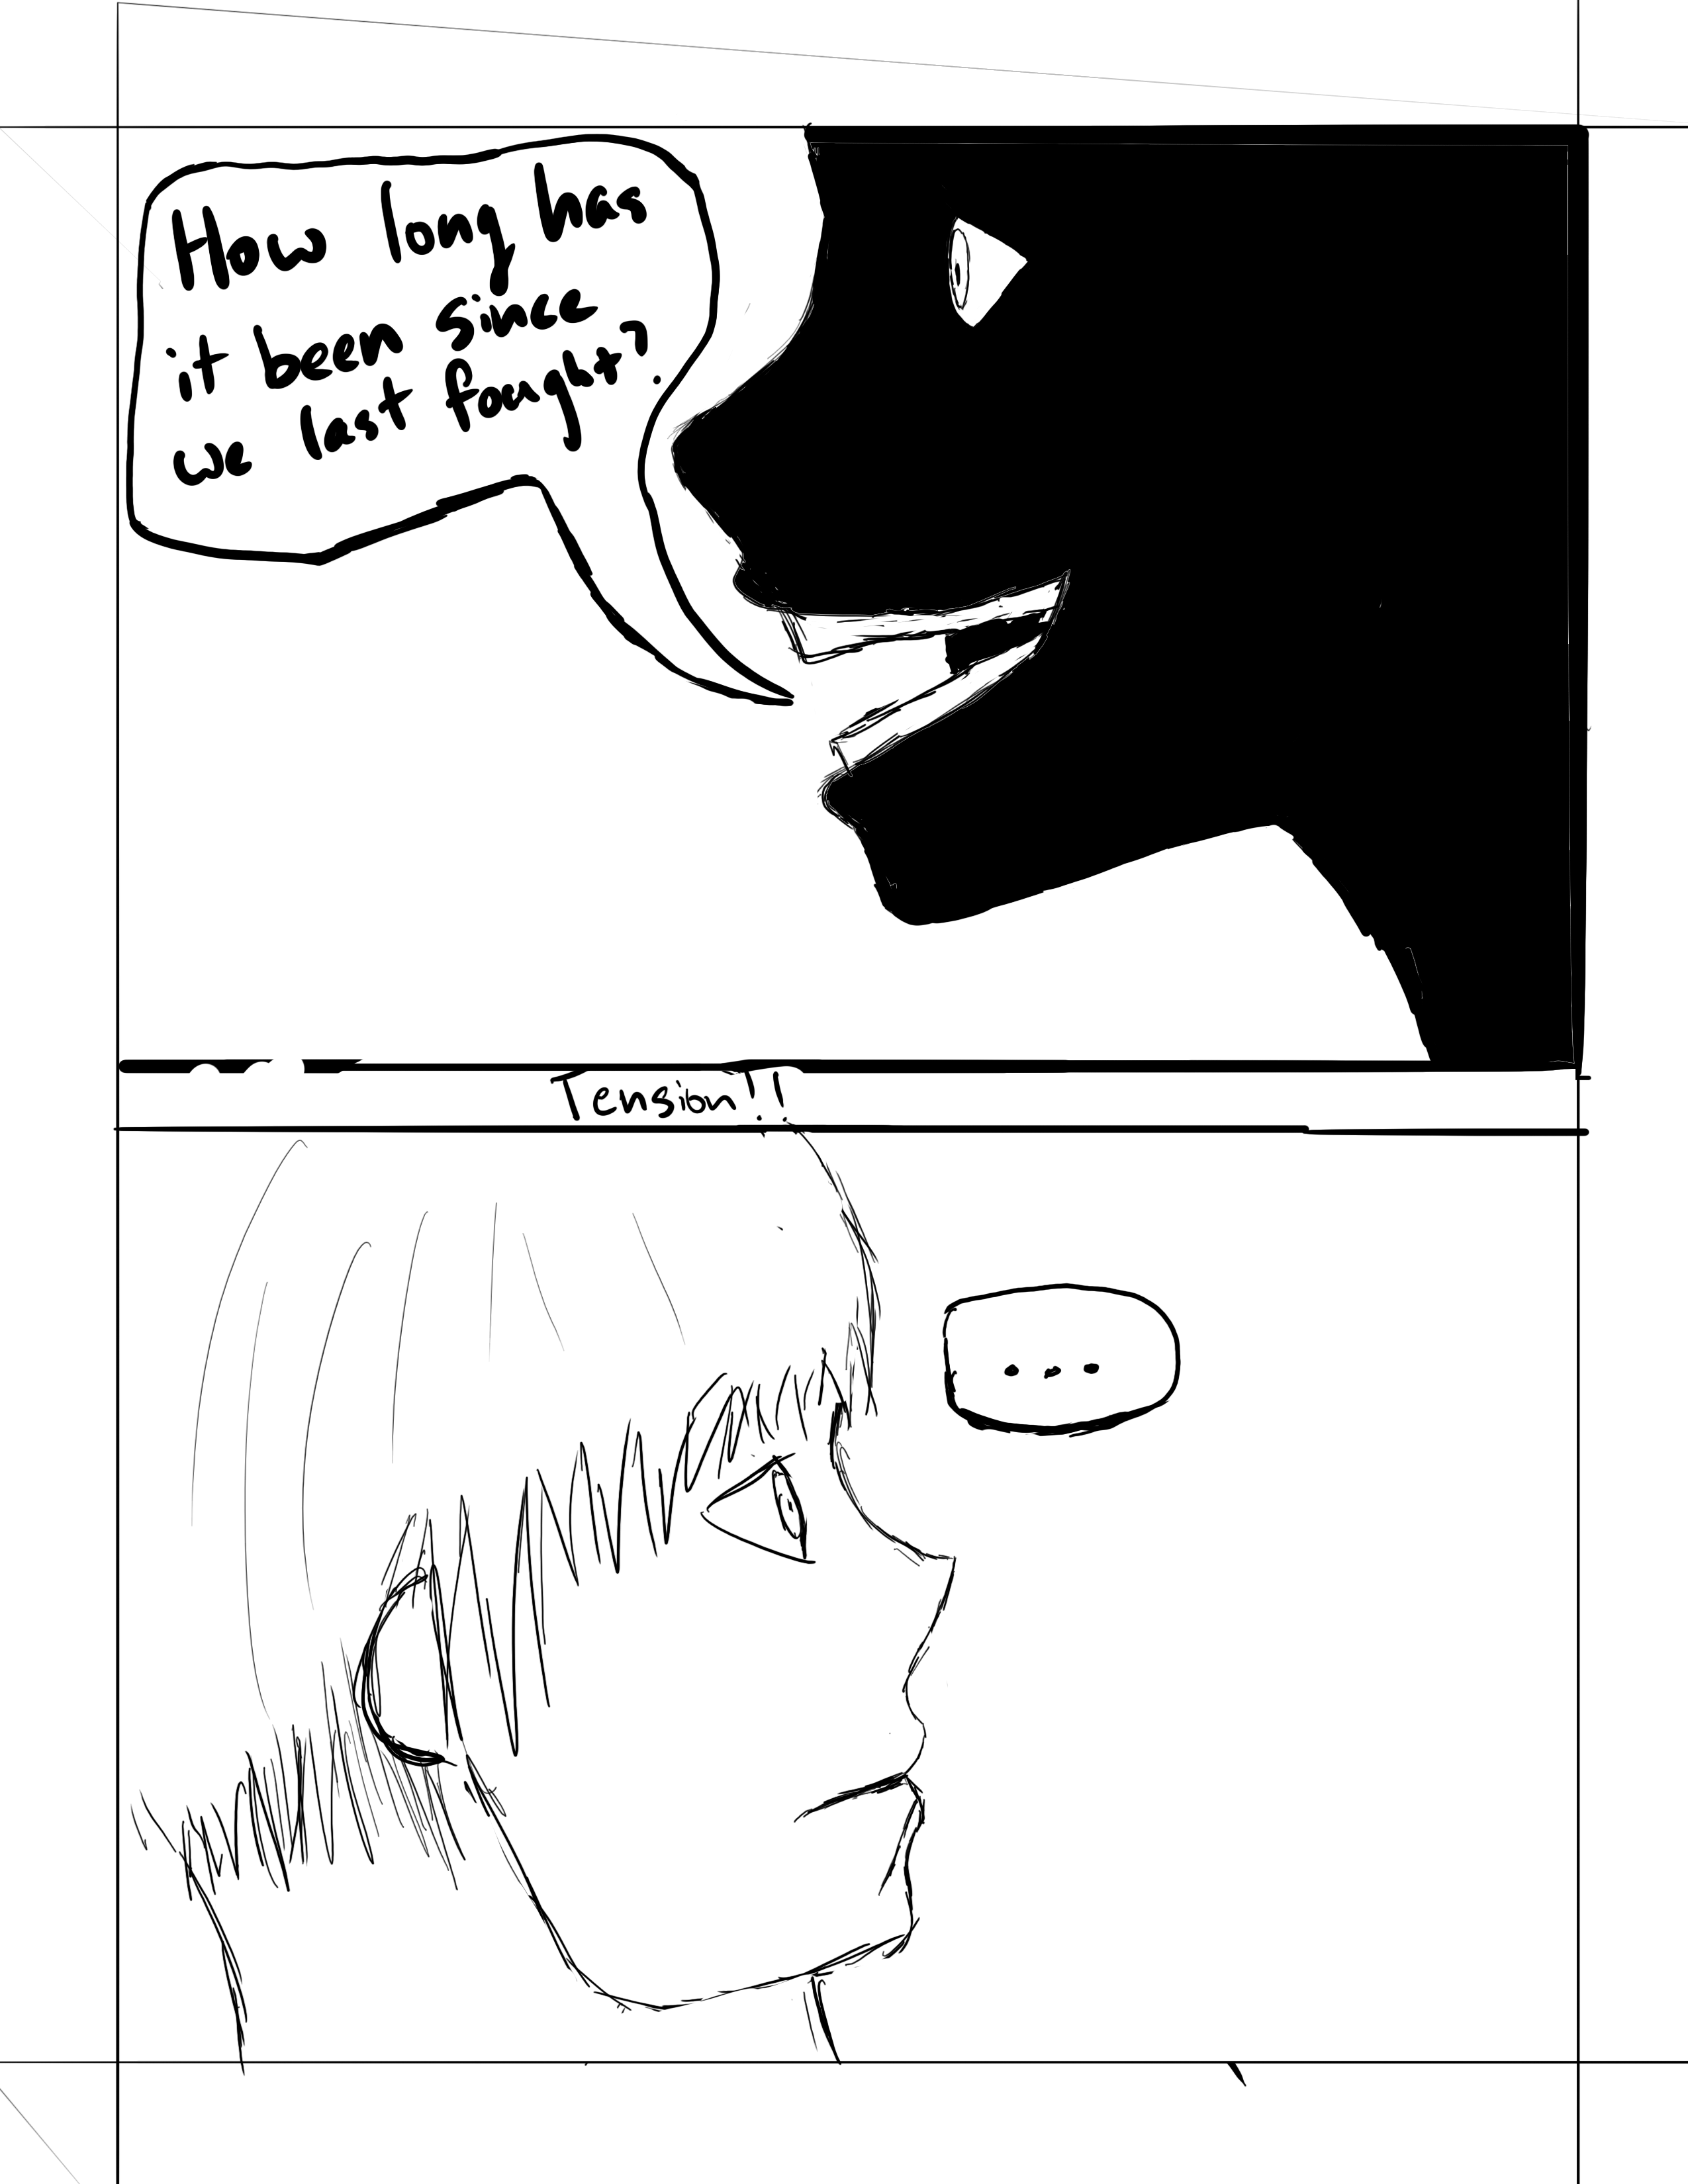 How long has
it been since
we last fought?
Tension!!
...